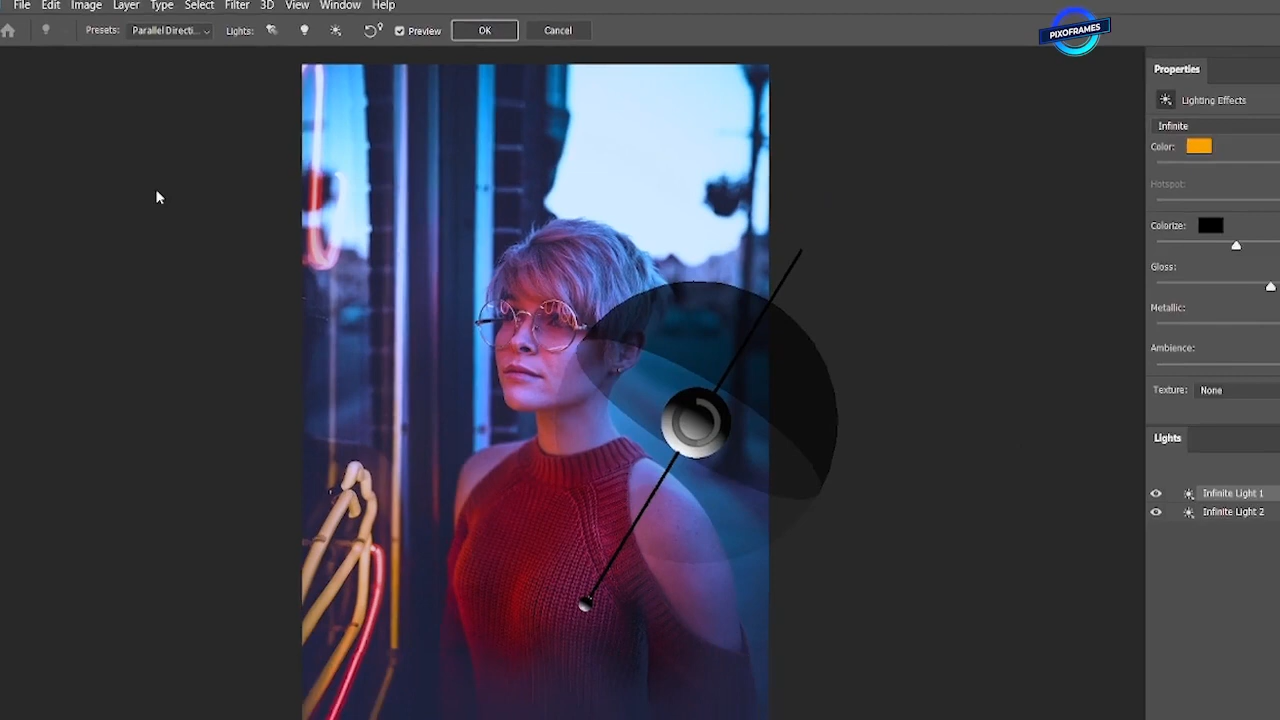 File Edit Image Layer Type Select Filter 3D View Window Help
Presets: Parallel Directi... Lights: Preview OK Cancel
PIXOFRAMES
Properties
Lighting Effects
Infinite
Color:
Hotspot:
Colorize:
Gloss:
Metallic:
Ambience:
Texture: None
Lights
Infinite Light 1
Infinite Light 2